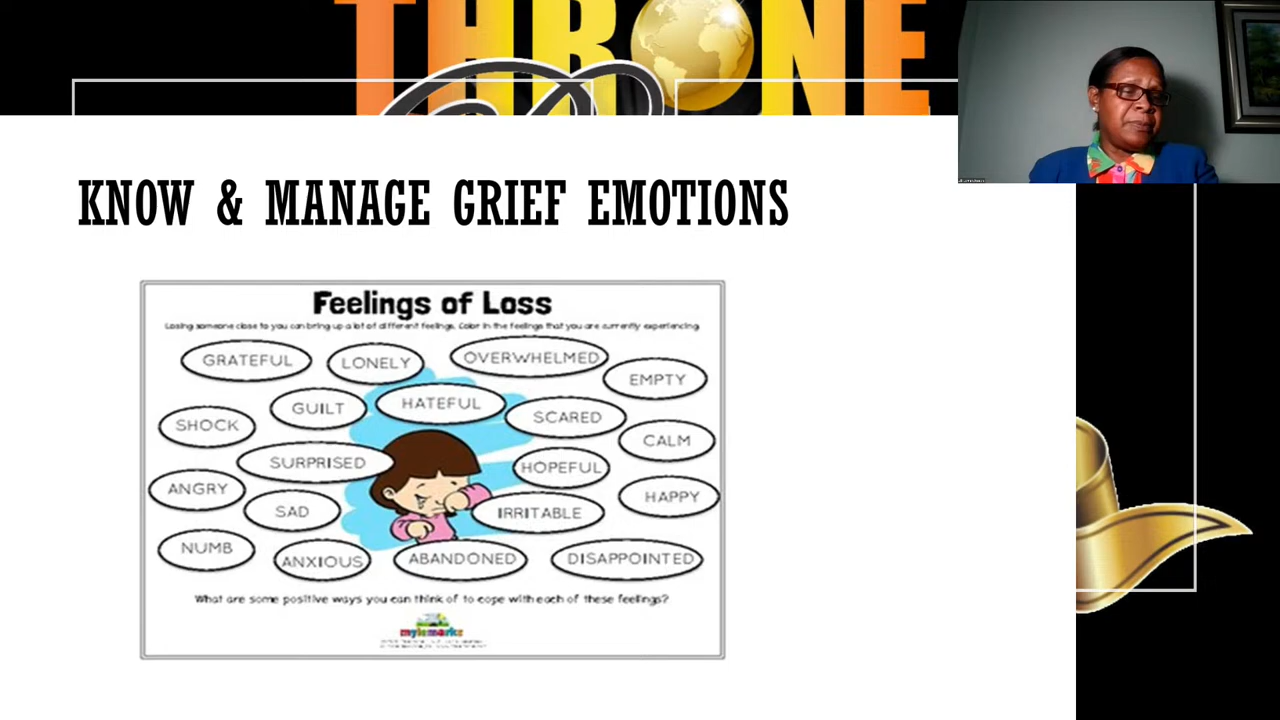 THRONE
KNOW & MANAGE GRIEF EMOTIONS
Feelings of Loss
Losing someone close to you can bring up a lot of different feelings. Color in the feelings that you are currently experiencing.
GRATEFUL
LONELY
OVERWHELMED
EMPTY
GUILT
HATEFUL
SCARED
SHOCK
CALM
SURPRISED
HOPEFUL
ANGRY
SAD
IRRITABLE
HAPPY
NUMB
ANXIOUS
ABANDONED
DISAPPOINTED
What are some positive ways you can think of to cope with each of these feelings?
mylemarks